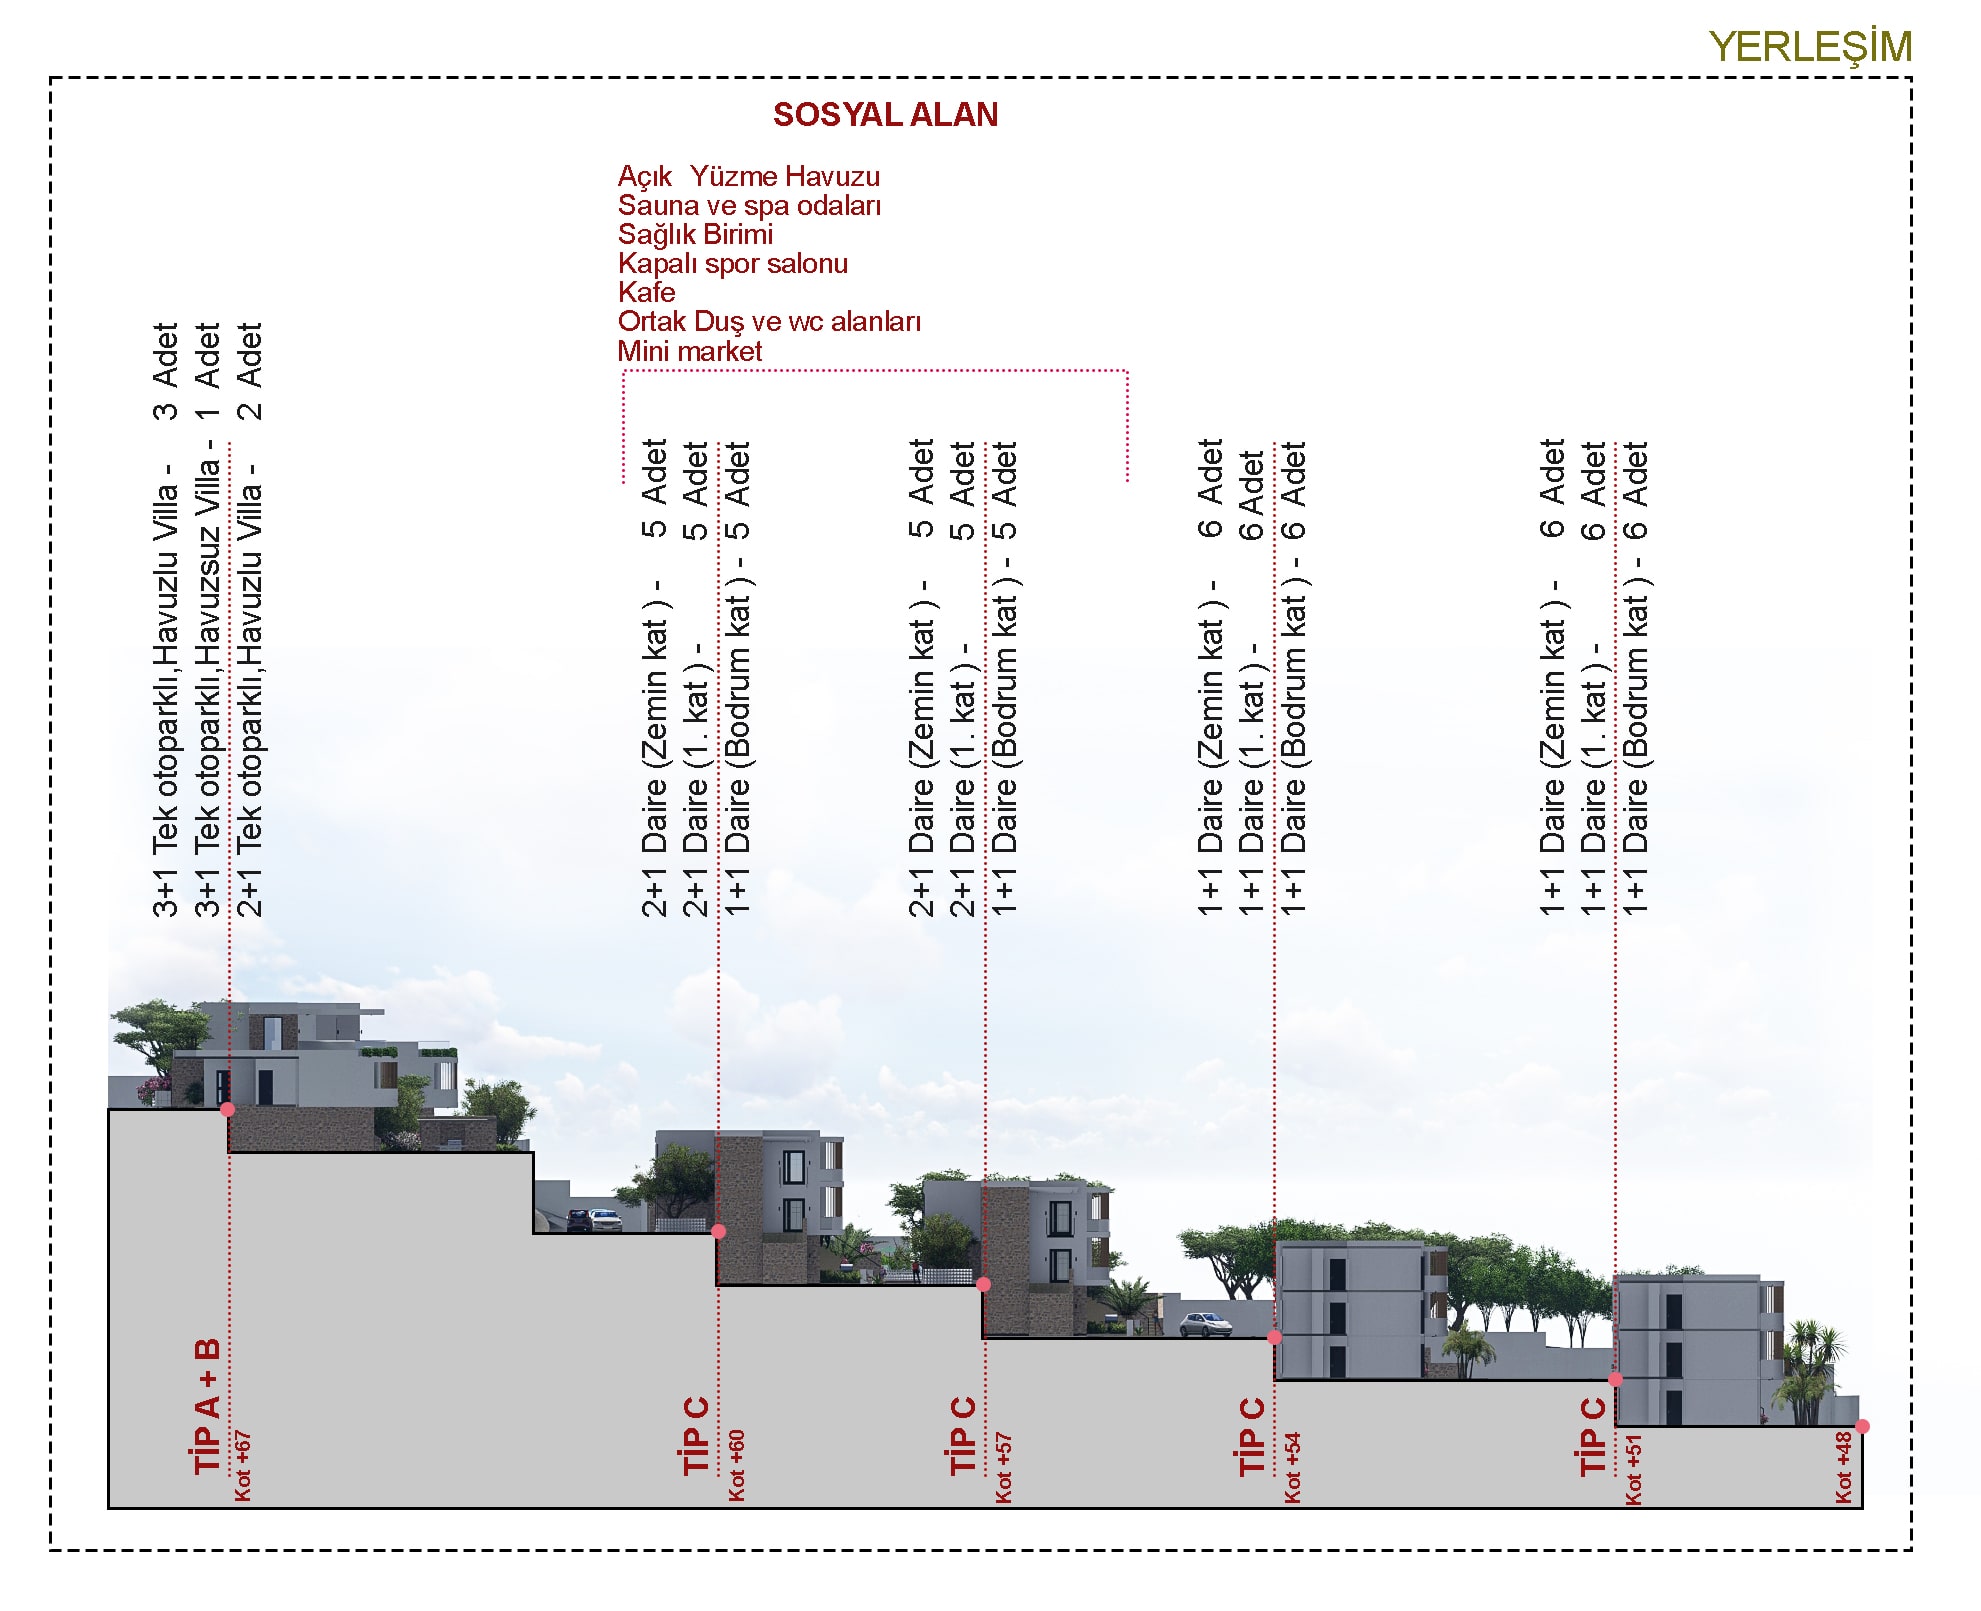 YERLEŞİM
SOSYAL ALAN
Açık Yüzme Havuzu
Sauna ve spa odaları
Sağlık Birimi
Kapalı spor salonu
Kafe
Ortak Duş ve wc alanları
Mini market
3+1 Tek otoparklı,Havuzlu Villa - 3 Adet
3+1 Tek otoparklı,Havuzsuz Villa - 1 Adet
2+1 Tek otoparklı,Havuzlu Villa - 2 Adet
2+1 Daire (Zemin kat ) - 5 Adet
2+1 Daire (1. kat ) - 5 Adet
1+1 Daire (Bodrum kat ) - 5 Adet
2+1 Daire (Zemin kat ) - 5 Adet
2+1 Daire (1. kat ) - 5 Adet
1+1 Daire (Bodrum kat ) - 5 Adet
1+1 Daire (Zemin kat ) - 6 Adet
1+1 Daire (1. kat ) - 6 Adet
1+1 Daire (Bodrum kat ) - 6 Adet
1+1 Daire (Zemin kat ) - 6 Adet
1+1 Daire (1. kat ) - 6 Adet
1+1 Daire (Bodrum kat ) - 6 Adet
TİP A + B
Kot +67
TİP C
Kot +60
TİP C
Kot +57
TİP C
Kot +54
TİP C
Kot +51
Kot +48